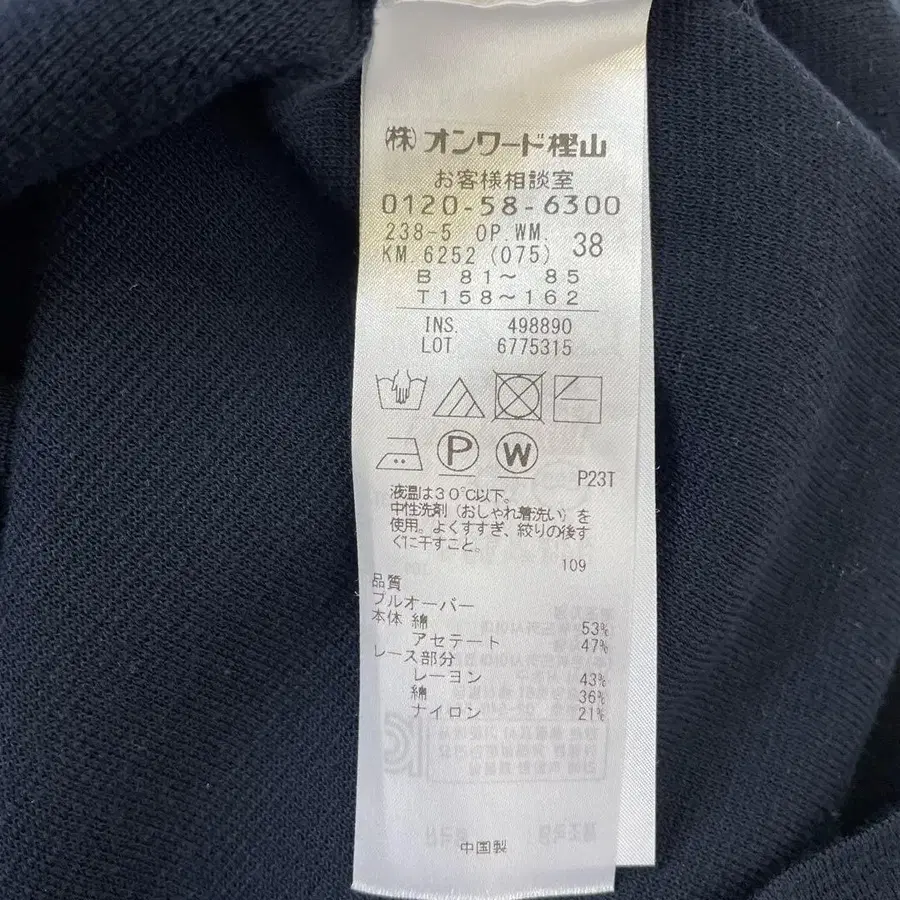 (株)オンワード樫山
お客様相談室
0120-58-6300
238-5 OP.WM. 38
KM.6252(075)
B 81～ 85
T158～162
INS. 498890
LOT 6775315
P W
P23T
液温は30℃以下。
中性洗剤（おしゃれ着洗い）を
使用。よくすすぎ、絞りの後す
ぐに干すこと。
109
品質
プルオーバー
本体 綿 53%
アセテート 47%
レース部分
レーヨン 43%
綿 36%
ナイロン 21%
中国製